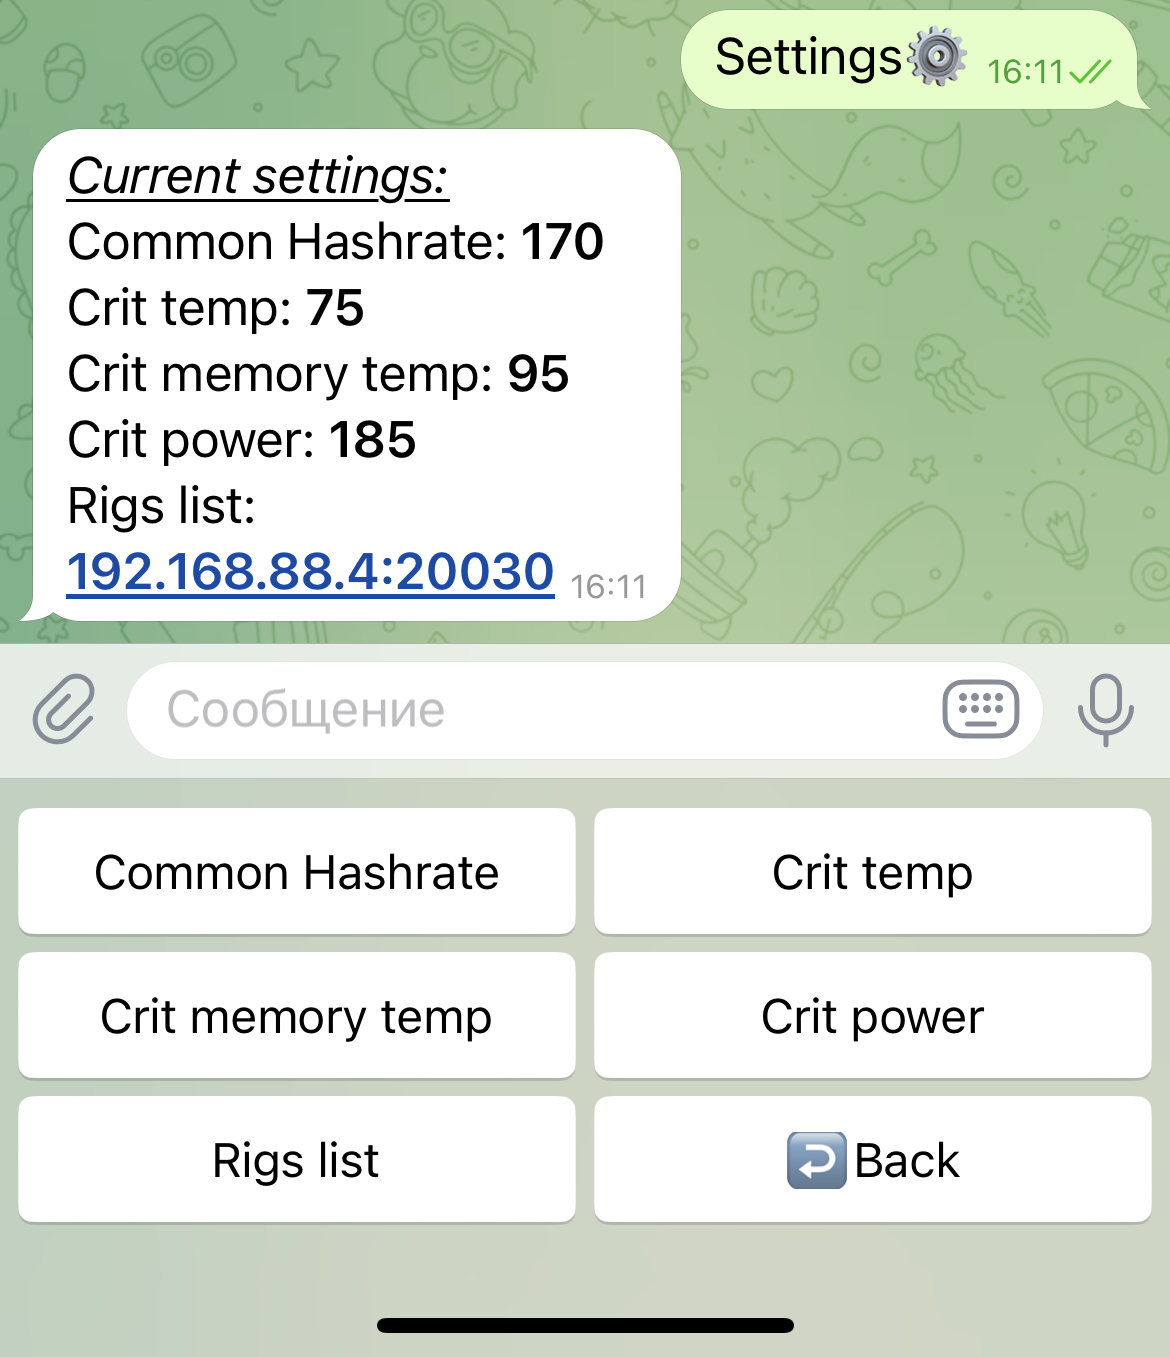 Settings⚙️ 16:11
Current settings:
Common Hashrate: 170
Crit temp: 75
Crit memory temp: 95
Crit power: 185
Rigs list:
192.168.88.4:20030 16:11
Сообщение
Common Hashrate
Crit temp
Crit memory temp
Crit power
Rigs list
↩️Back